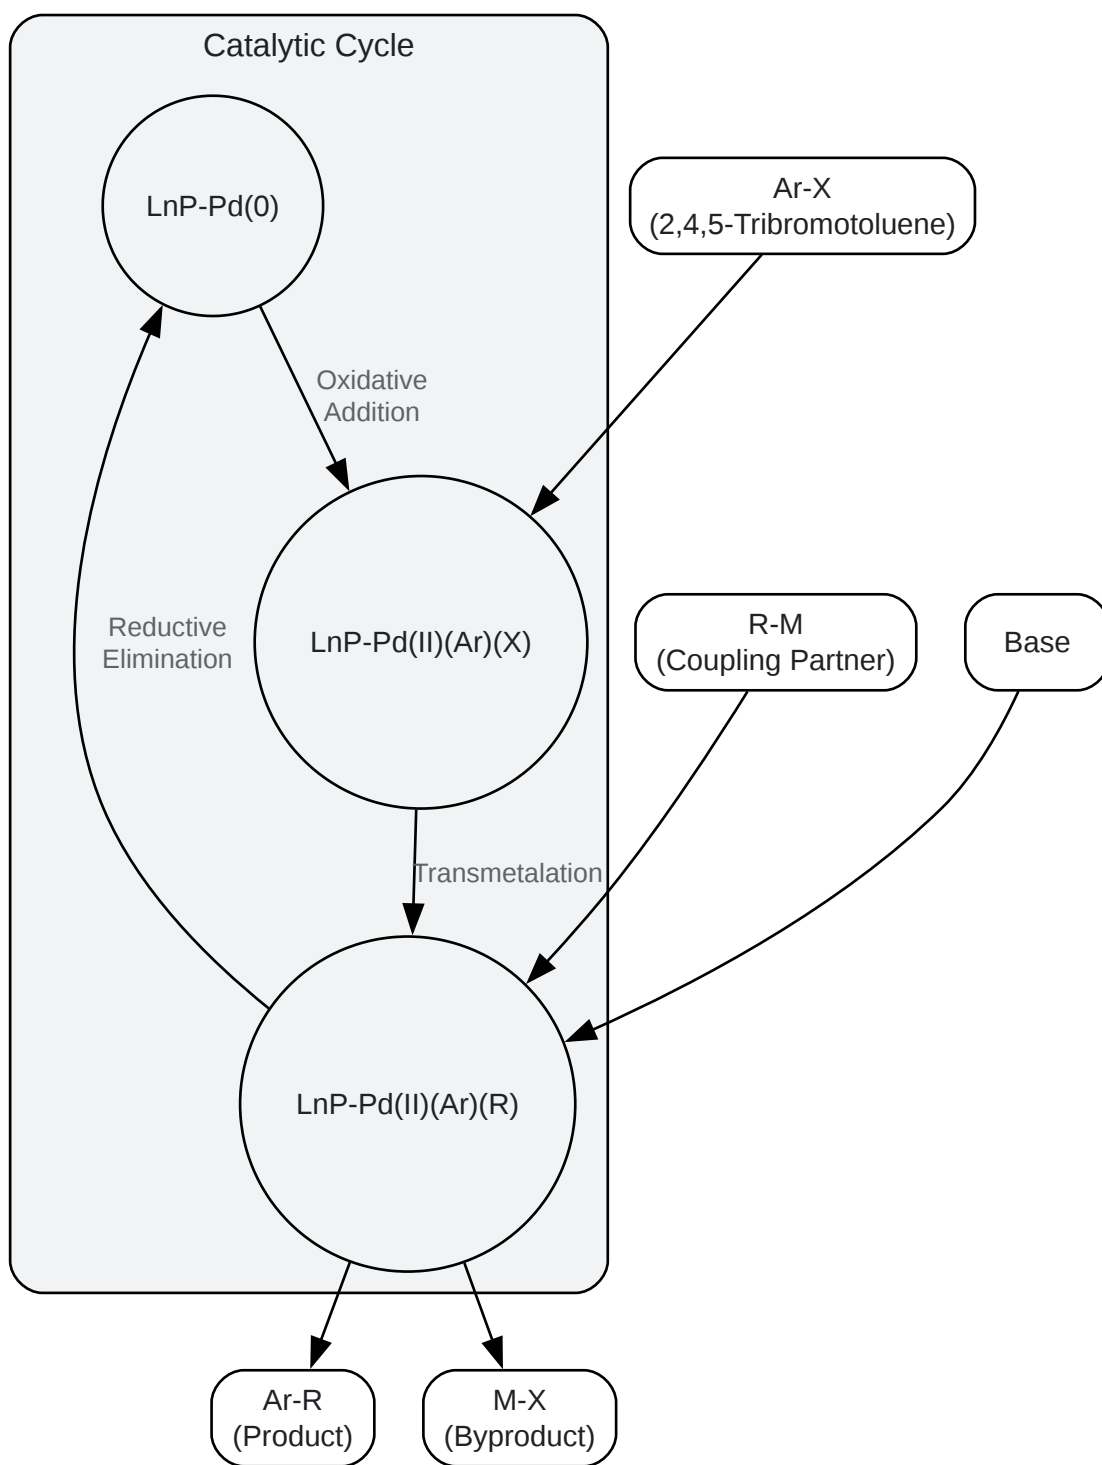 Catalytic Cycle
LnP-Pd(0)
Ar-X
(2,4,5-Tribromotoluene)
Oxidative
Addition
Reductive
Elimination
LnP-Pd(II)(Ar)(X)
R-M
(Coupling Partner)
Base
Transmetalation
LnP-Pd(II)(Ar)(R)
Ar-R
(Product)
M-X
(Byproduct)